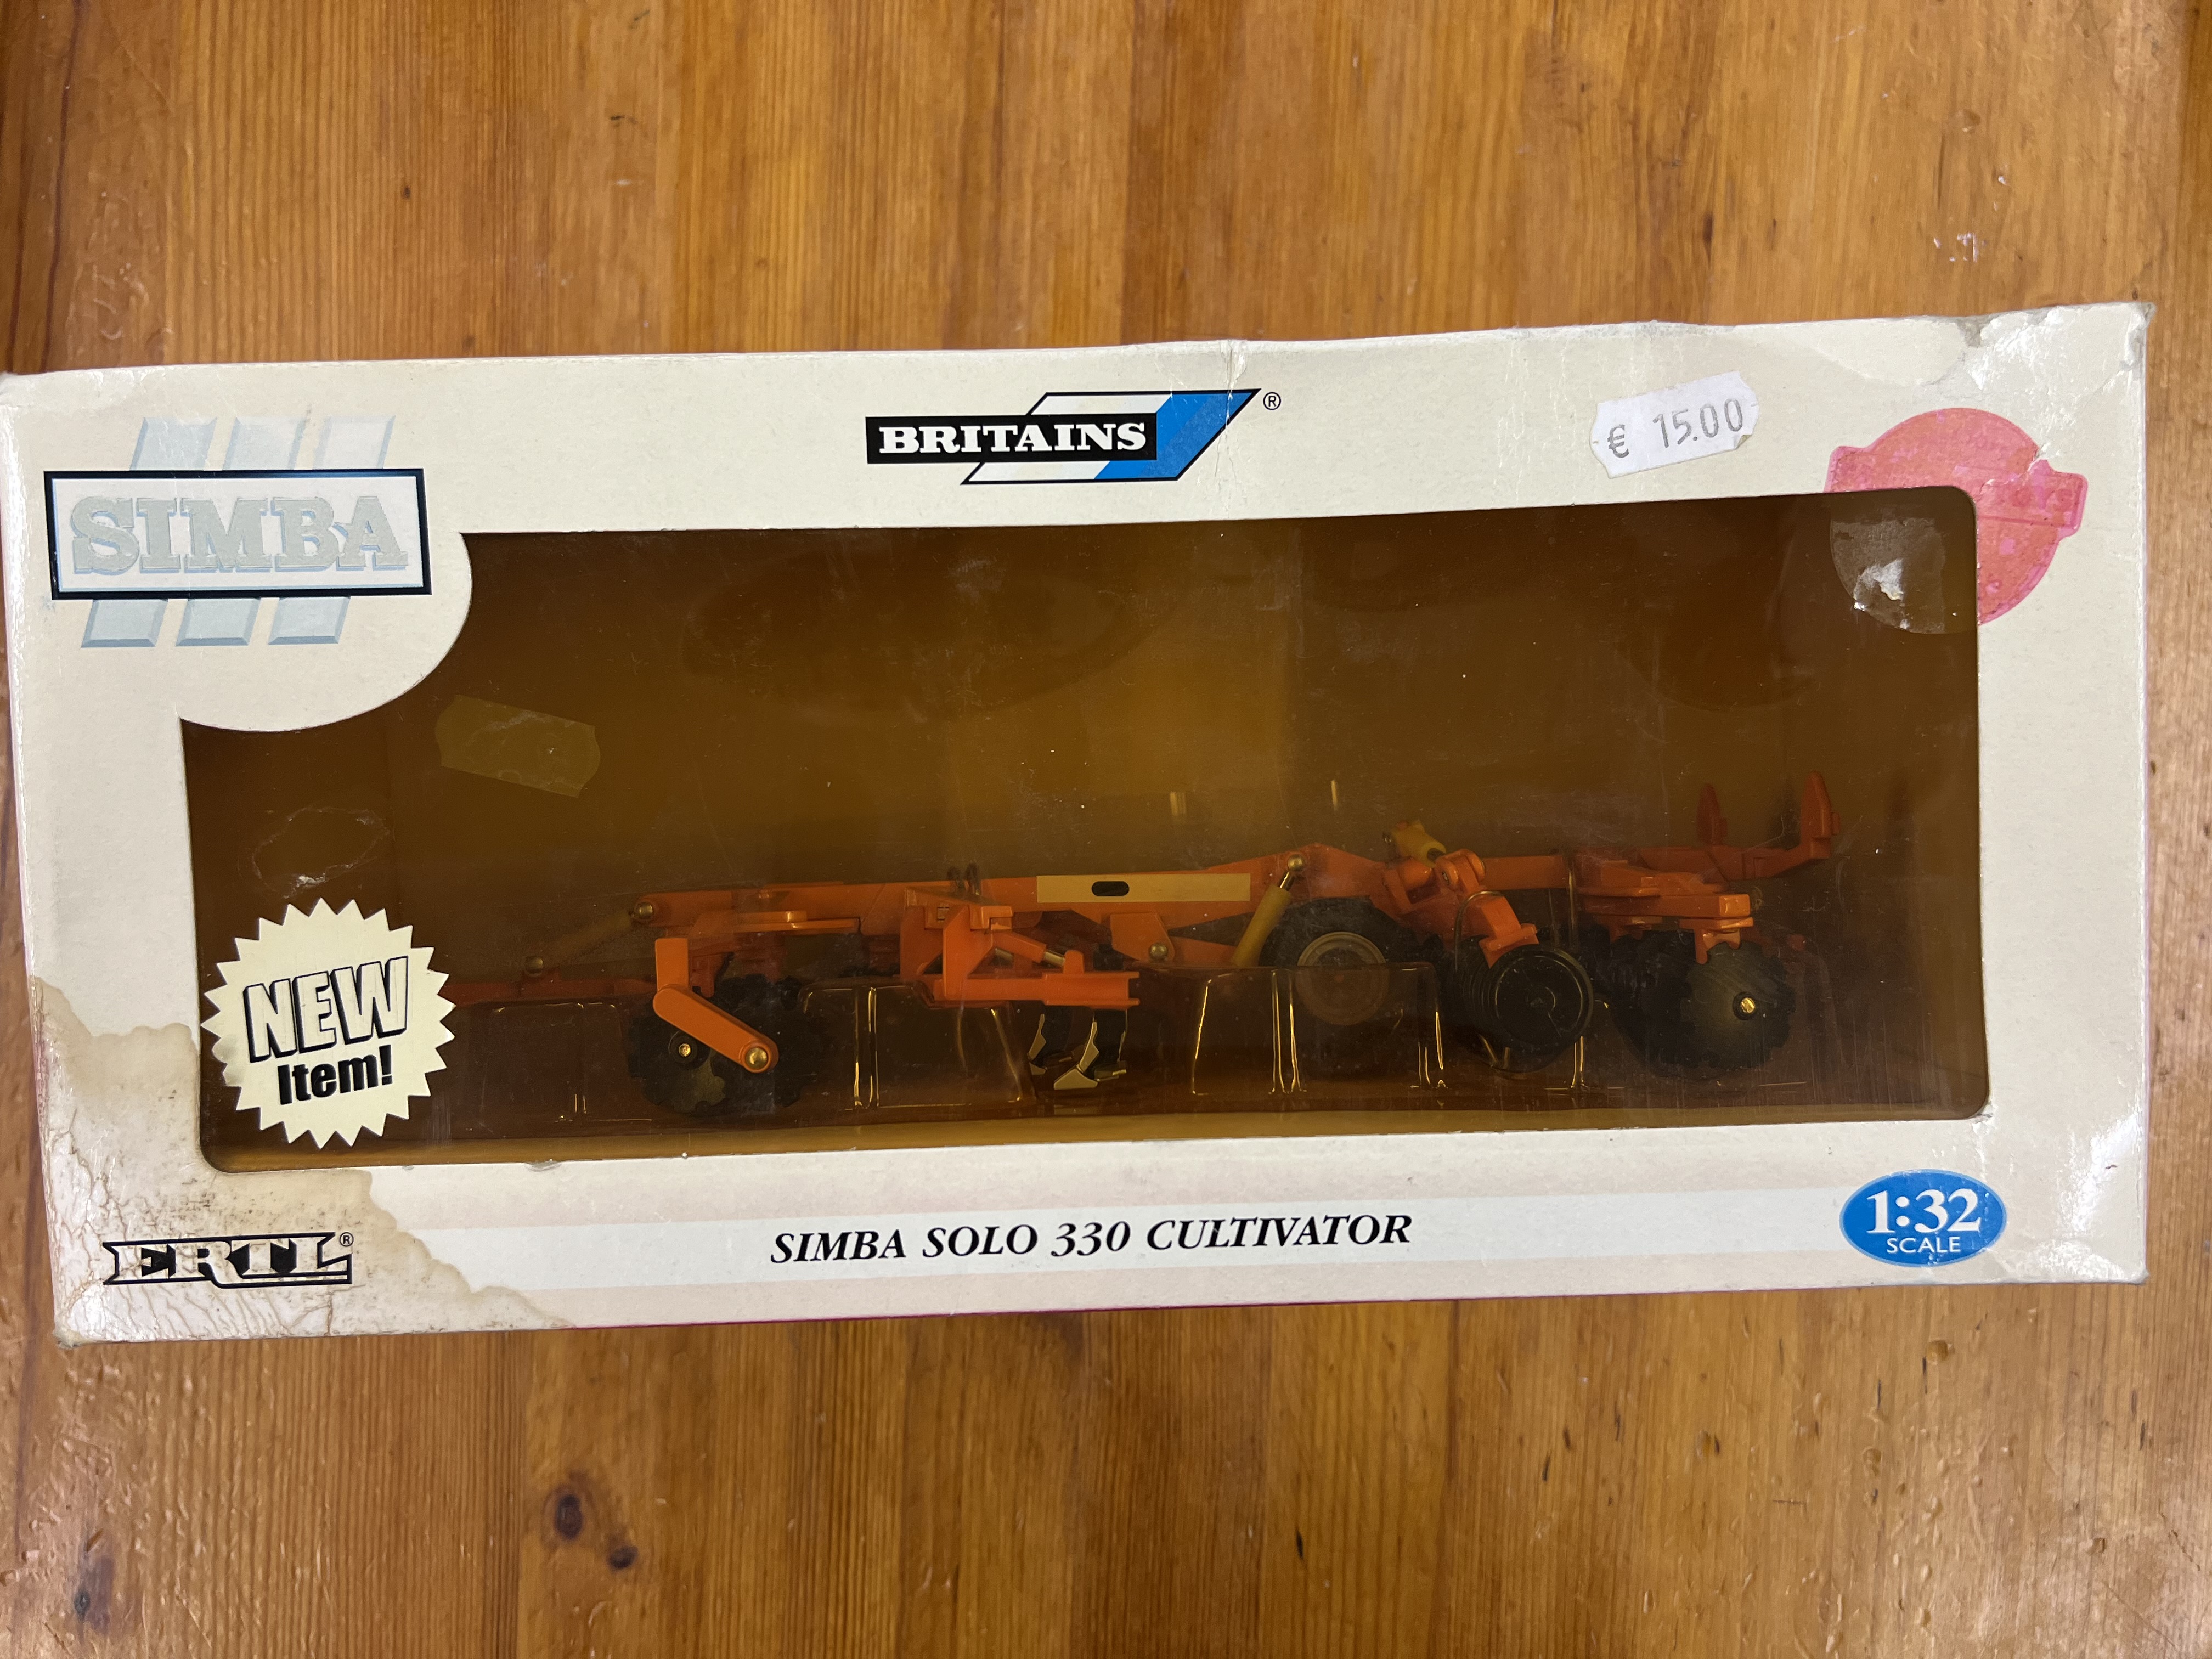 BRITAINS®
€ 15.00
SIMBA
NEW
Item!
ERTL®
SIMBA SOLO 330 CULTIVATOR
1:32
SCALE